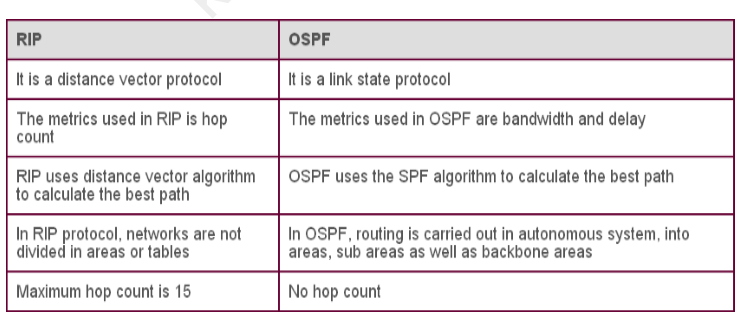 RIP
OSPF
It is a distance vector protocol
It is a link state protocol
The metrics used in RIP is hop
count
The metrics used in OSPF are bandwidth and delay
RIP uses distance vector algorithm
to calculate the best path
OSPF uses the SPF algorithm to calculate the best path
In RIP protocol, networks are not
divided in areas or tables
In OSPF, routing is carried out in autonomous system, into
areas, sub areas as well as backbone areas
Maximum hop count is 15
No hop count